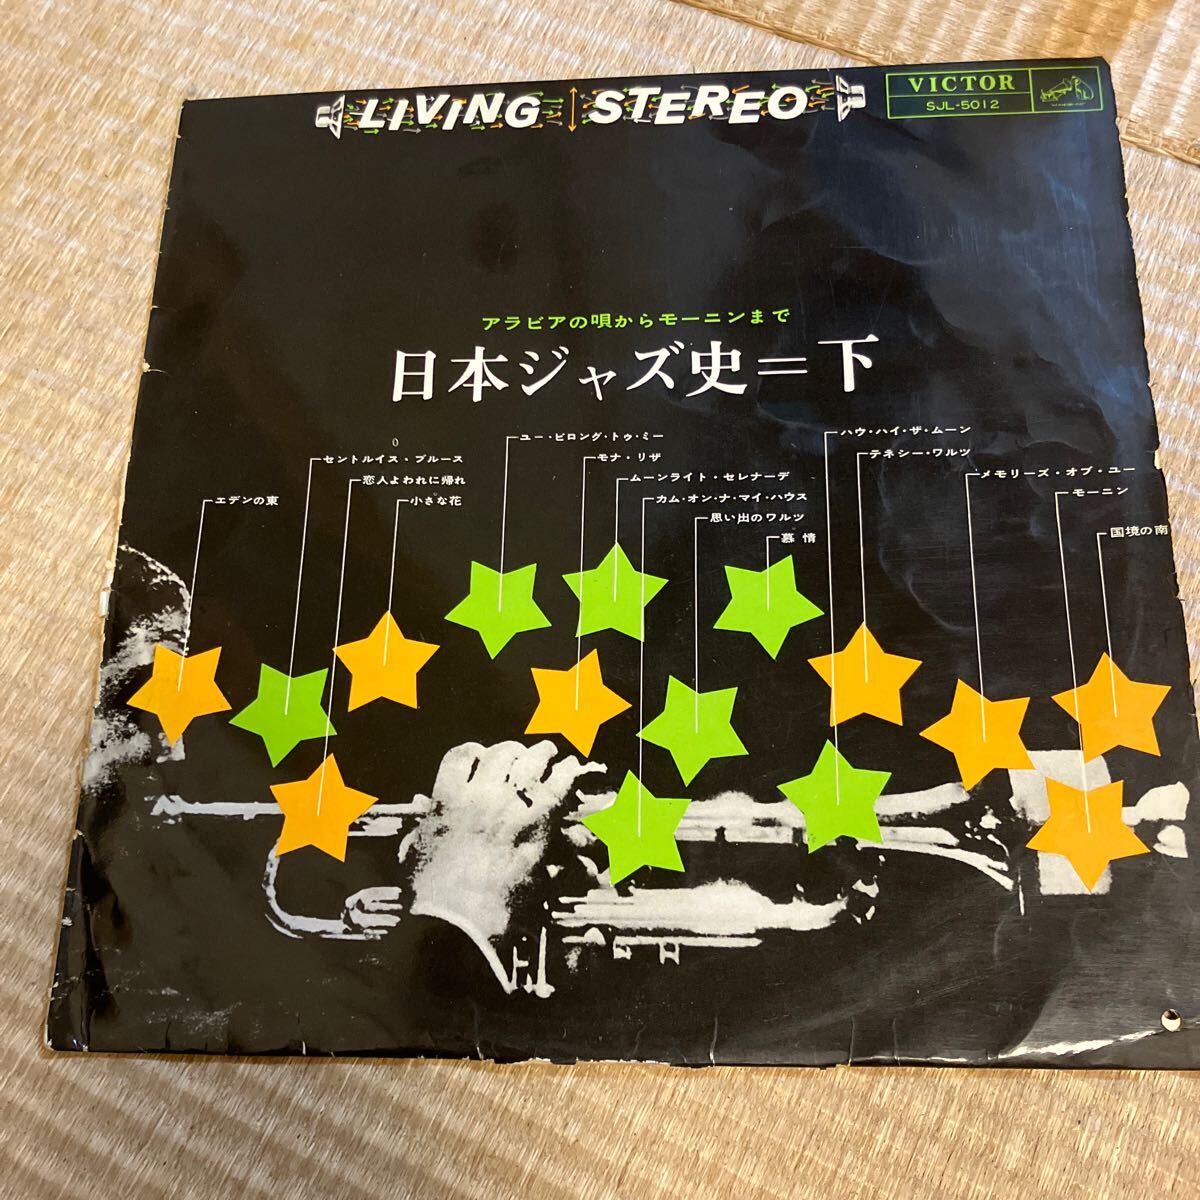 LIVING STEREO
VICTOR
SJL-5012
アラビアの唄からモーニンまで
日本ジャズ史=下
エデンの東
セントルイス・ブルース
恋人よわれに帰れ
小さな花
ユー・ビロング・トゥ・ミー
モナ・リザ
ムーンライト・セレナーデ
カム・オン・ナ・マイ・ハウス
思い出のワルツ
慕情
ハウ・ハイ・ザ・ムーン
テネシー・ワルツ
メモリーズ・オブ・ユー
モーニン
国境の南